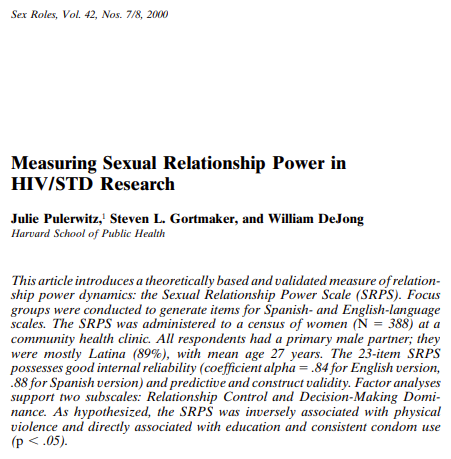 Sex Roles, Vol. 42, Nos. 7/8, 2000
Measuring Sexual Relationship Power in
HIV/STD Research
Julie Pulerwitz,¹ Steven L. Gortmaker, and William DeJong
Harvard School of Public Health
This article introduces a theoretically based and validated measure of relation-
ship power dynamics: the Sexual Relationship Power Scale (SRPS). Focus
groups were conducted to generate items for Spanish- and English-language
scales. The SRPS was administered to a census of women (N = 388) at a
community health clinic. All respondents had a primary male partner; they
were mostly Latina (89%), with mean age 27 years. The 23-item SRPS
possesses good internal reliability (coefficient alpha = .84 for English version,
.88 for Spanish version) and predictive and construct validity. Factor analyses
support two subscales: Relationship Control and Decision-Making Domi-
nance. As hypothesized, the SRPS was inversely associated with physical
violence and directly associated with education and consistent condom use
(p < .05).